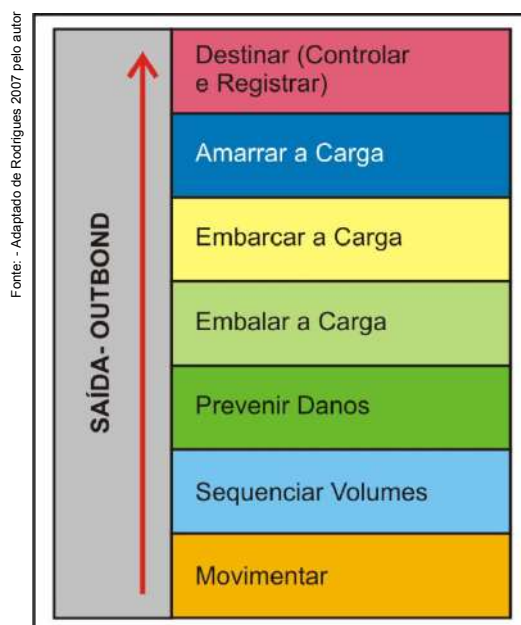 Fonte: - Adaptado de Rodrigues 2007 pelo autor
SAÍDA- OUTBOND
Destinar (Controlar
e Registrar)
Amarrar a Carga
Embarcar a Carga
Embalar a Carga
Prevenir Danos
Sequenciar Volumes
Movimentar